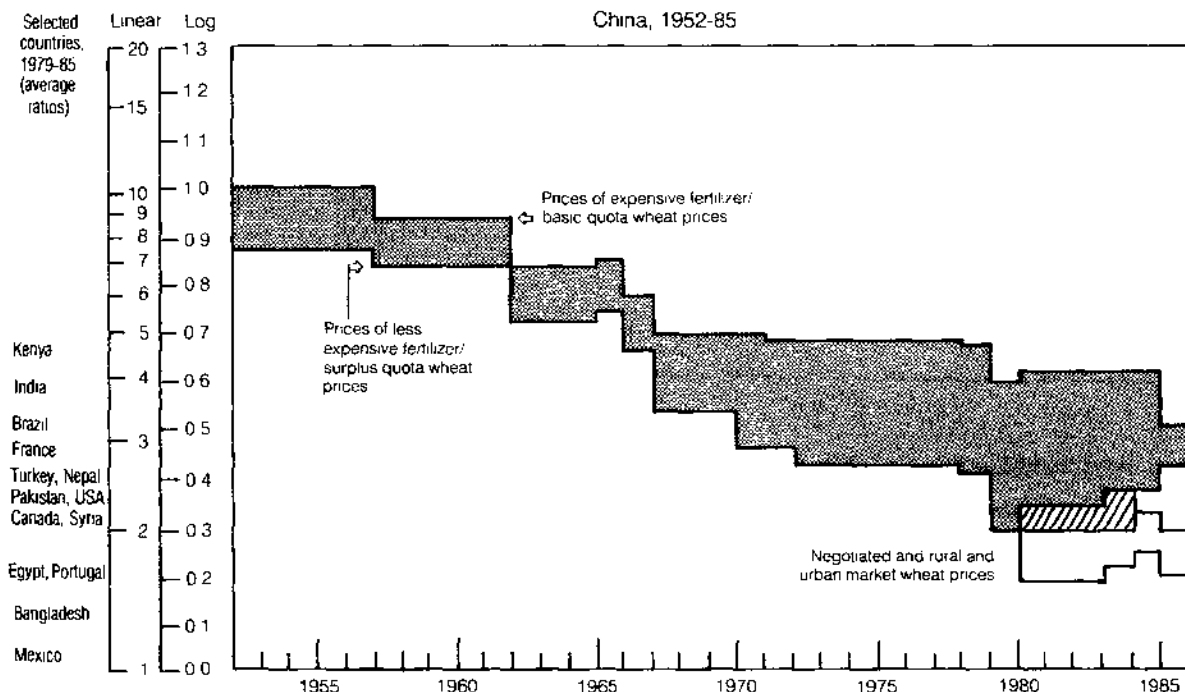 China, 1952-85
Selected
countries,
1979-85
(average
ratios)
Linear
Log
20
15
10
9
8
7
6
5
4
3
2
1
1 3
1 2
1 1
1 0
0 9
0 8
0 7
0 6
0 5
0 4
0 3
0 2
0 1
0 0
Kenya
India
Brazil
France
Turkey, Nepal
Pakistan, USA
Canada, Syria
Egypt, Portugal
Bangladesh
Mexico
Prices of expensive fertilizer/
basic quota wheat prices
Prices of less
expensive fertilizer/
surplus quota wheat
prices
Negotiated and rural and
urban market wheat prices
1955
1960
1965
1970
1975
1980
1985